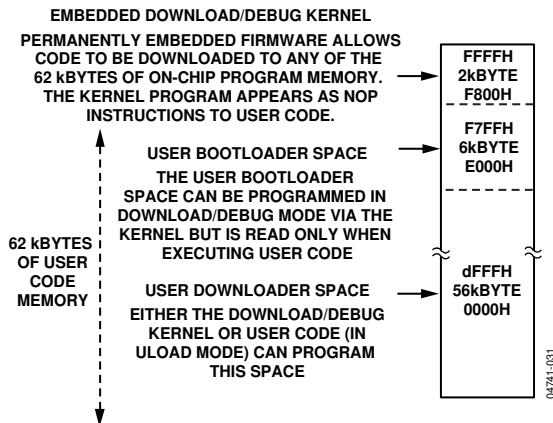 EMBEDDED DOWNLOAD/DEBUG KERNEL
PERMANENTLY EMBEDDED FIRMWARE ALLOWS
CODE TO BE DOWNLOADED TO ANY OF THE
62 kBYTES OF ON-CHIP PROGRAM MEMORY.
THE KERNEL PROGRAM APPEARS AS NOP
INSTRUCTIONS TO USER CODE.
FFFFH
2kBYTE
F800H
USER BOOTLOADER SPACE
THE USER BOOTLOADER
SPACE CAN BE PROGRAMMED IN
DOWNLOAD/DEBUG MODE VIA THE
KERNEL BUT IS READ ONLY WHEN
EXECUTING USER CODE
F7FFH
6kBYTE
E000H
62 kBYTES
OF USER
CODE
MEMORY
USER DOWNLOADER SPACE
EITHER THE DOWNLOAD/DEBUG
KERNEL OR USER CODE (IN
ULOAD MODE) CAN PROGRAM
THIS SPACE
dFFFH
56kBYTE
0000H
04741-031